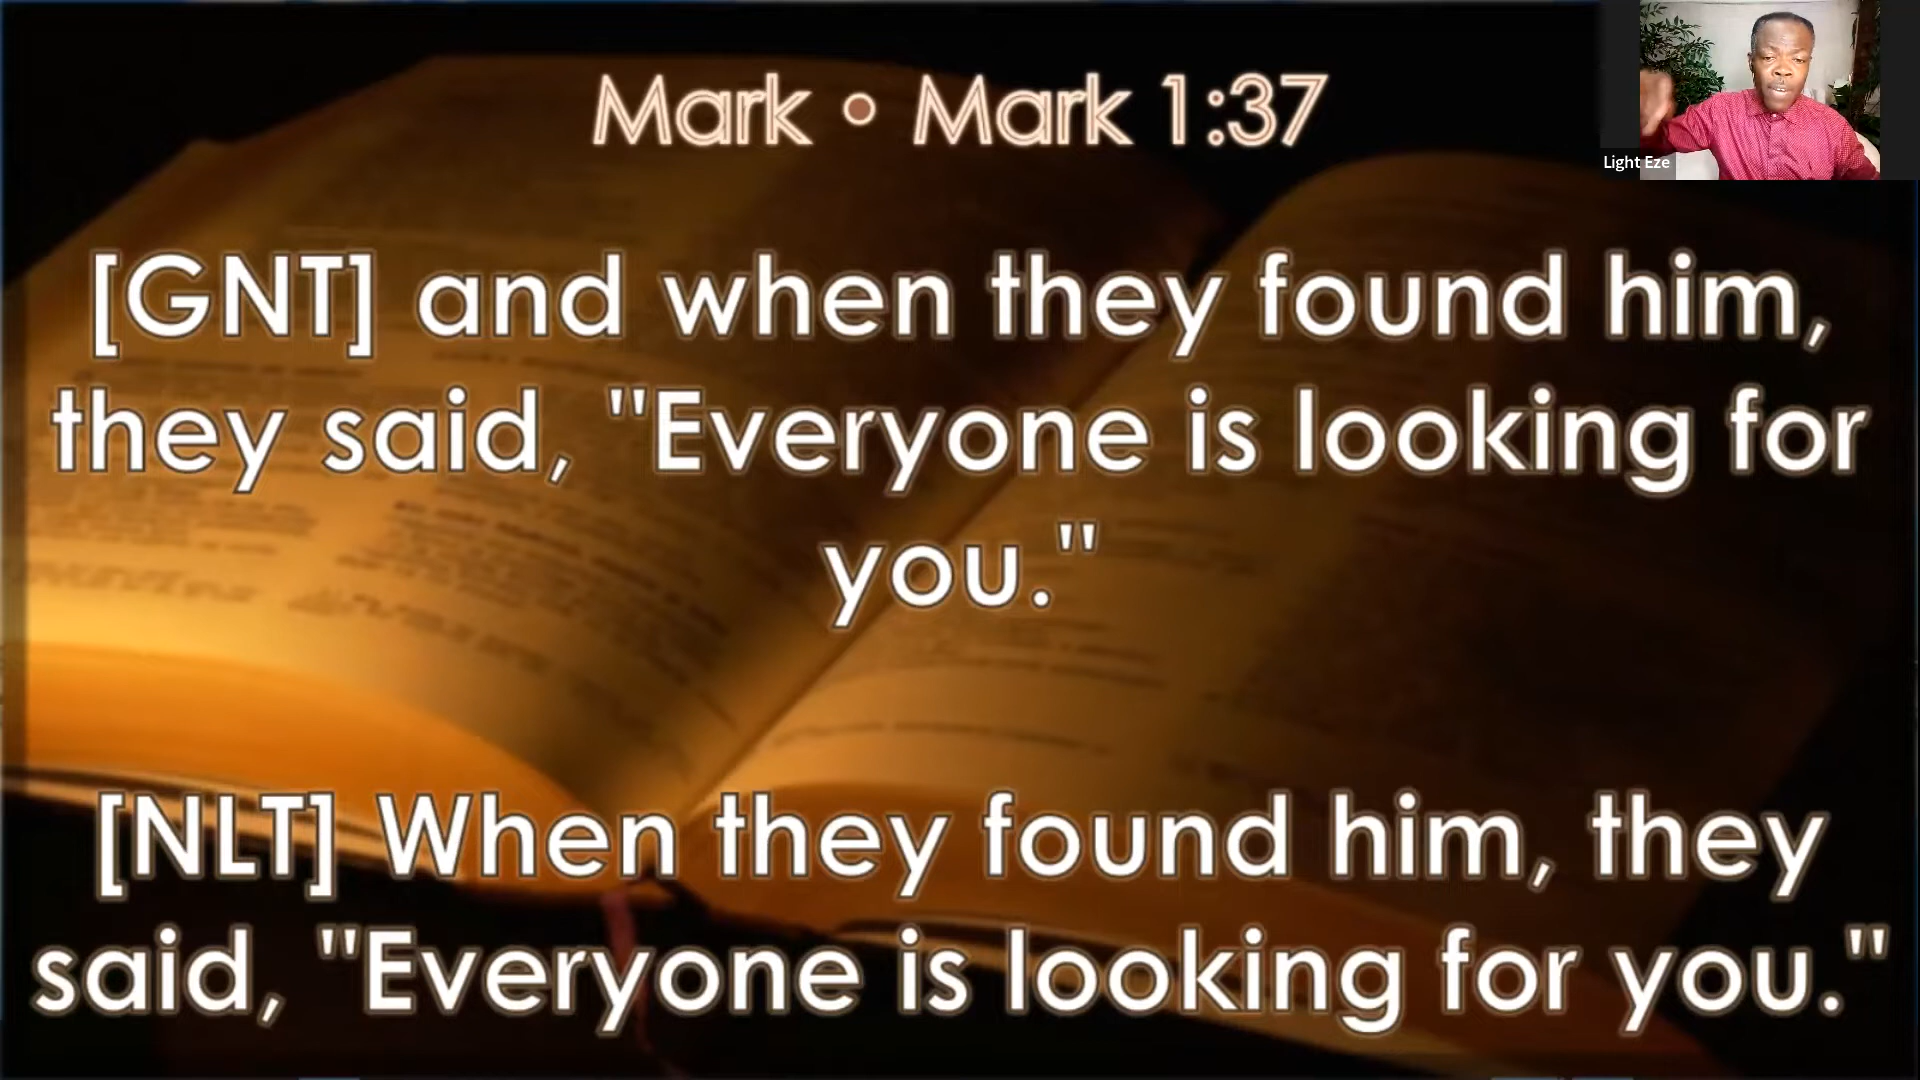 Mark • Mark 1:37
Light Eze
[GNT] and when they found him,
they said, "Everyone is looking for
you."
[NLT] When they found him, they
said, "Everyone is looking for you."